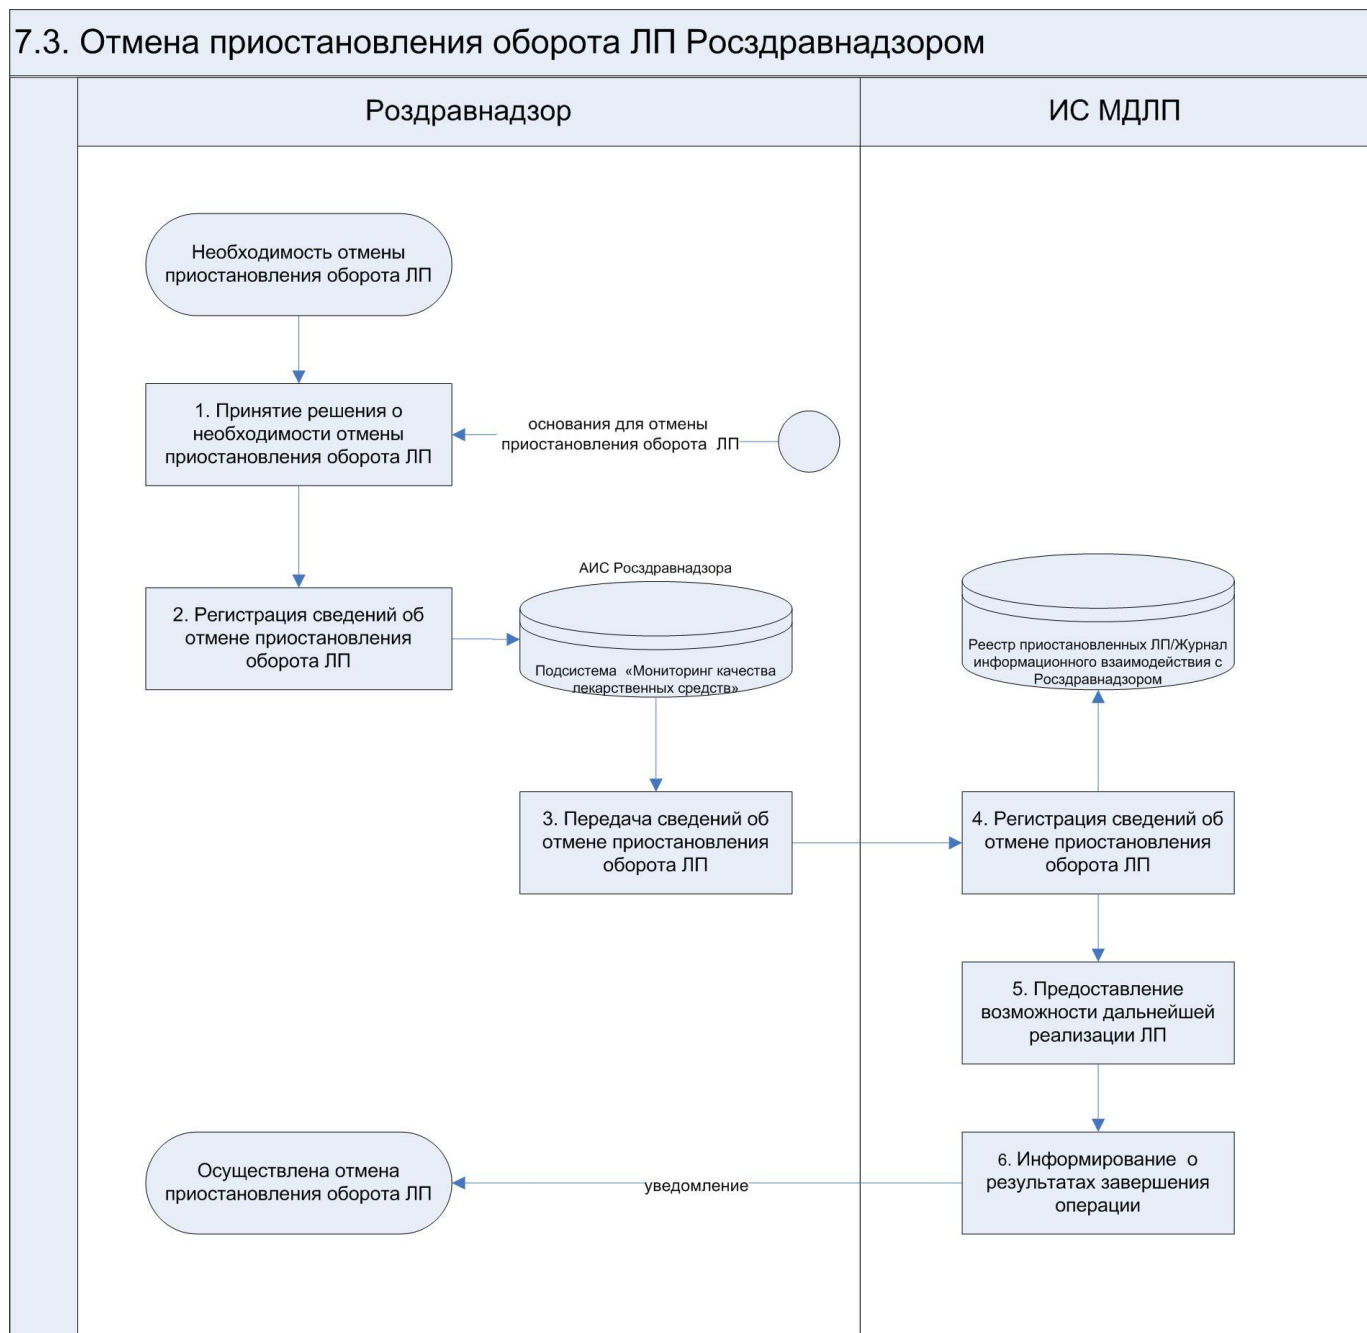 7.3. Отмена приостановления оборота ЛП Росздравнадзором
Роздравнадзор
ИС МДЛП
Необходимость отмены
приостановления оборота ЛП
1. Принятие решения о
необходимости отмены
приостановления оборота ЛП
основания для отмены
приостановления оборота ЛП
2. Регистрация сведений об
отмене приостановления
оборота ЛП
АИС Росздравнадзора
Подсистема «Мониторинг качества
лекарственных средств»
Реестр приостановленных ЛП/Журнал
информационного взаимодействия с
Росздравнадзором
3. Передача сведений об
отмене приостановления
оборота ЛП
4. Регистрация сведений об
отмене приостановления
оборота ЛП
5. Предоставление
возможности дальнейшей
реализации ЛП
6. Информирование о
результатах завершения
операции
уведомление
Осуществлена отмена
приостановления оборота ЛП